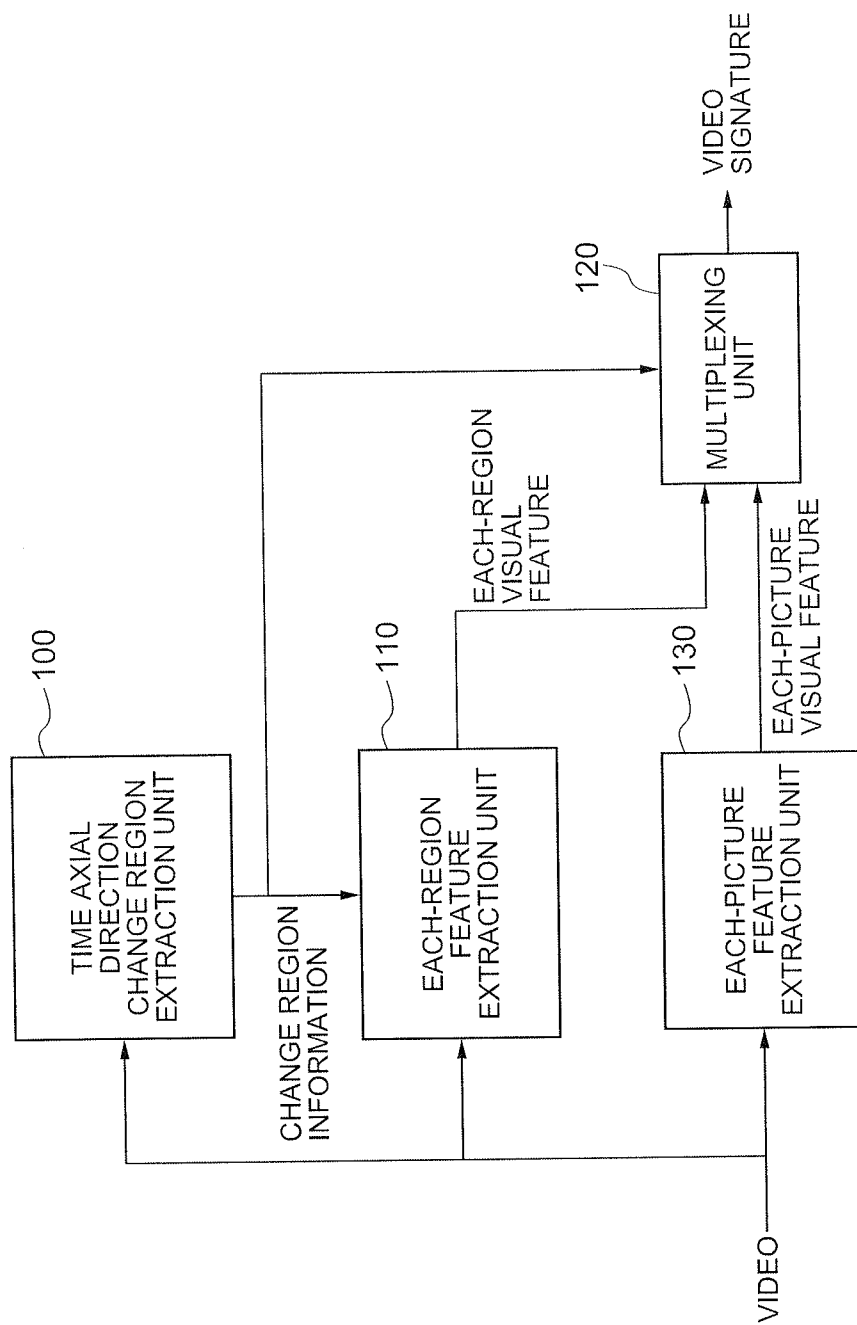 100
TIME AXIAL
DIRECTION
CHANGE REGION
EXTRACTION UNIT
CHANGE REGION
INFORMATION
110
EACH-REGION
FEATURE
EXTRACTION UNIT
EACH-REGION
VISUAL
FEATURE
120
MULTIPLEXING
UNIT
VIDEO
SIGNATURE
130
EACH-PICTURE
FEATURE
EXTRACTION UNIT
EACH-PICTURE
VISUAL FEATURE
VIDEO